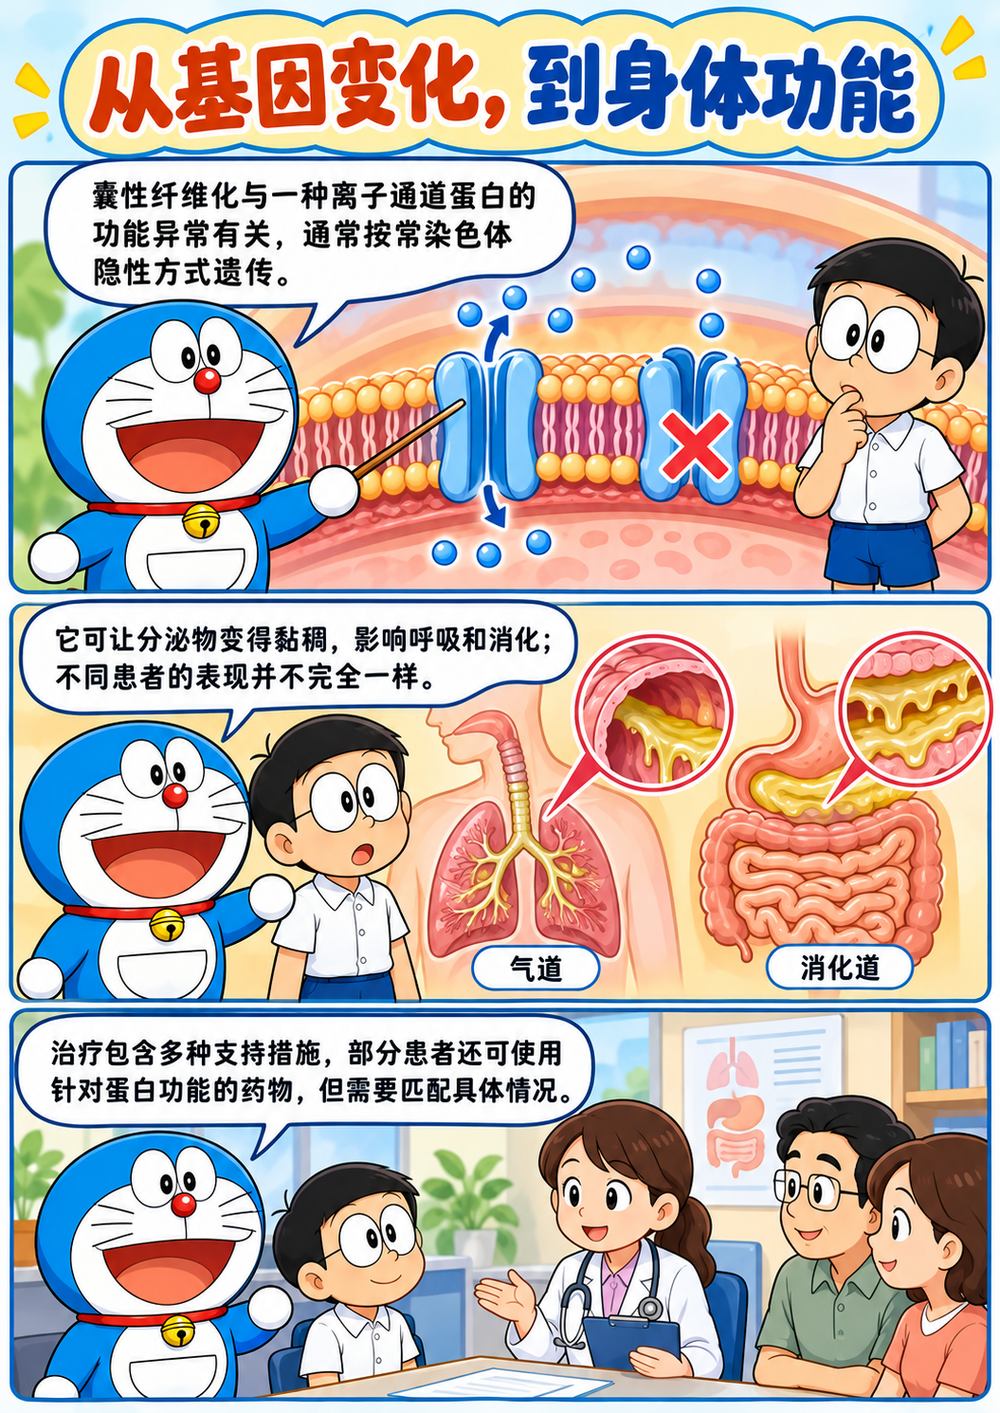 从基因变化，到身体功能
囊性纤维化与一种离子通道蛋白的
功能异常有关，通常按常染色体
隐性方式遗传。
它可让分泌物变得黏稠，影响呼吸和消化；
不同患者的表现并不完全一样。
气道
消化道
治疗包含多种支持措施，部分患者还可使用
针对蛋白功能的药物，但需要匹配具体情况。